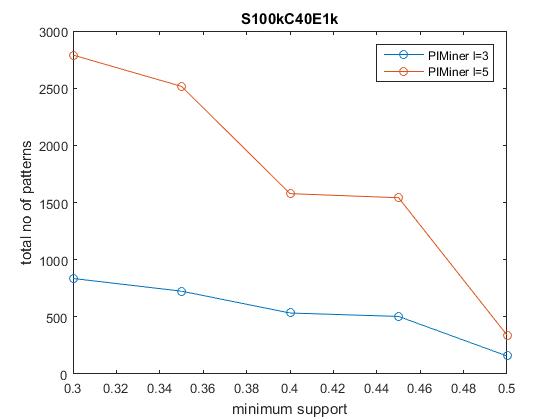 S100kC40E1k
PIMiner l=3
PIMiner l=5
total no of patterns
3000
2500
2000
1500
1000
500
0
0.3 0.32 0.34 0.36 0.38 0.4 0.42 0.44 0.46 0.48 0.5
minimum support